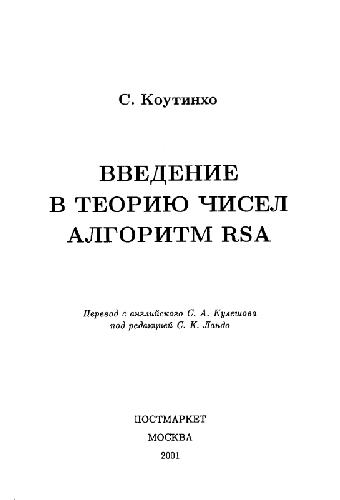 С. Коутинхо
ВВЕДЕНИЕ
В ТЕОРИЮ ЧИСЕЛ
АЛГОРИТМ RSA
Перевод с английского С. А. Кулешова
под редакцией С. К. Ландо
ПОСТМАРКЕТ
МОСКВА
2001